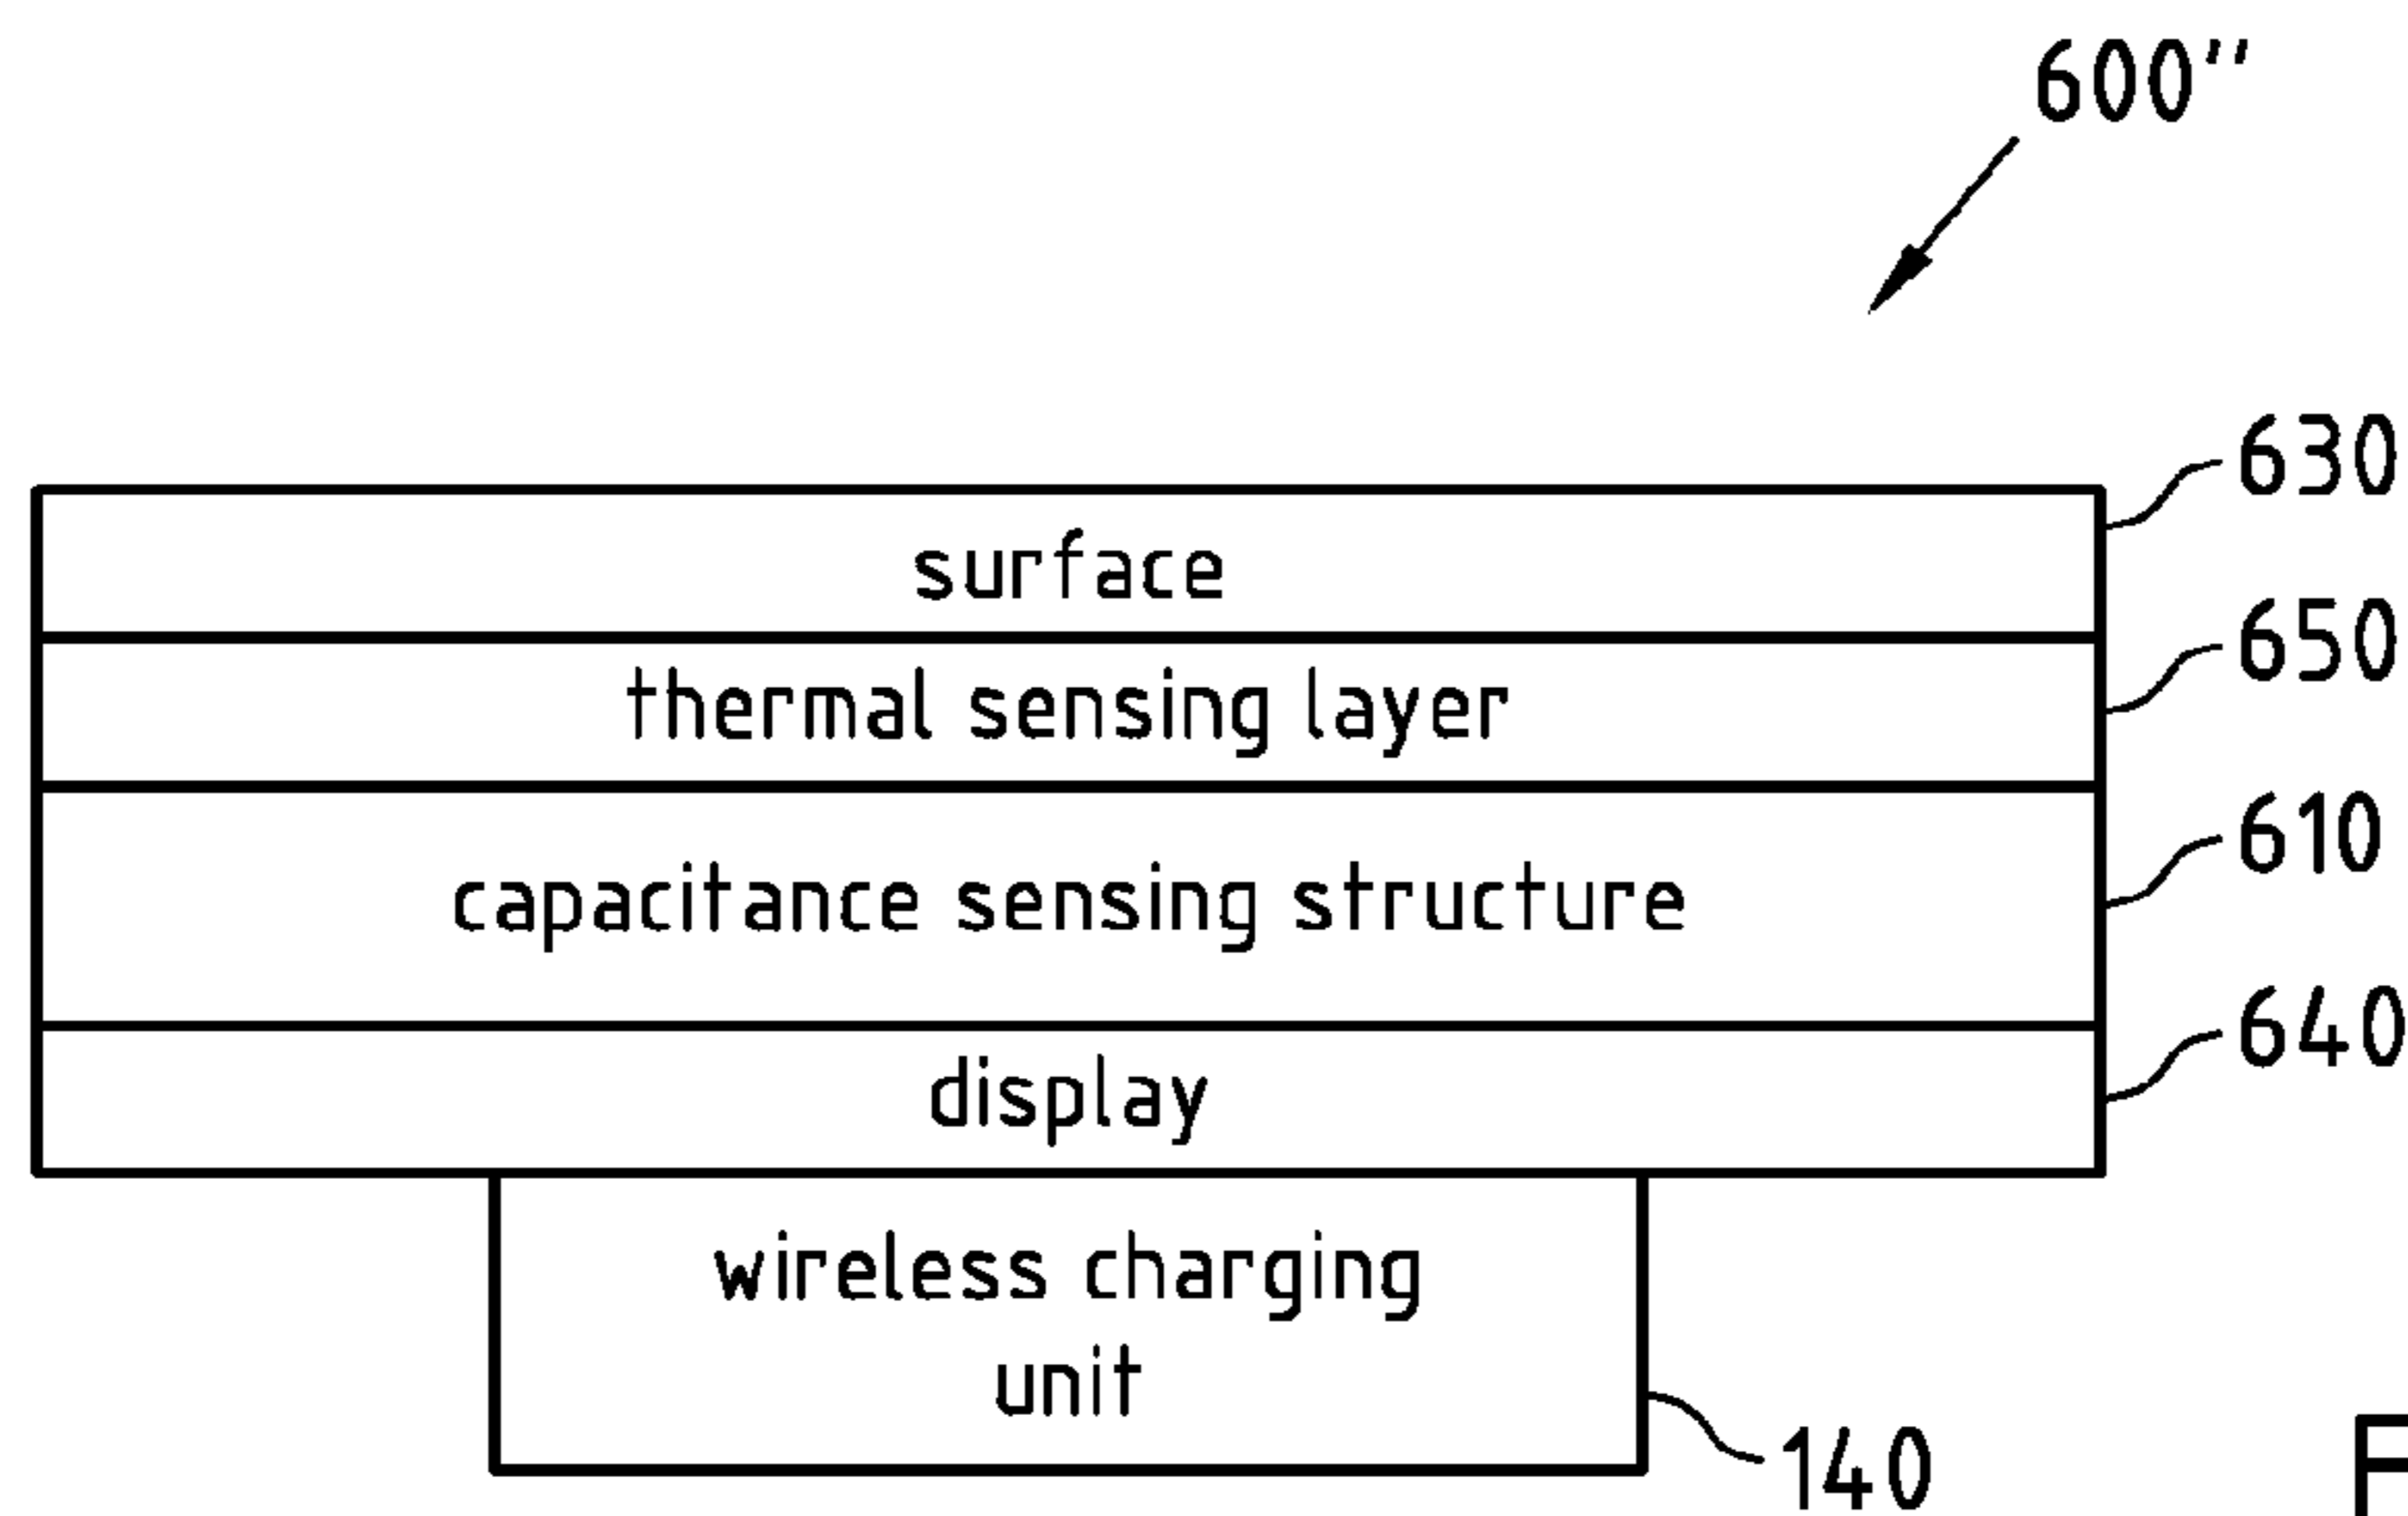 600″
630
surface
650
thermal sensing layer
610
capacitance sensing structure
640
display
wireless charging
unit
140
F